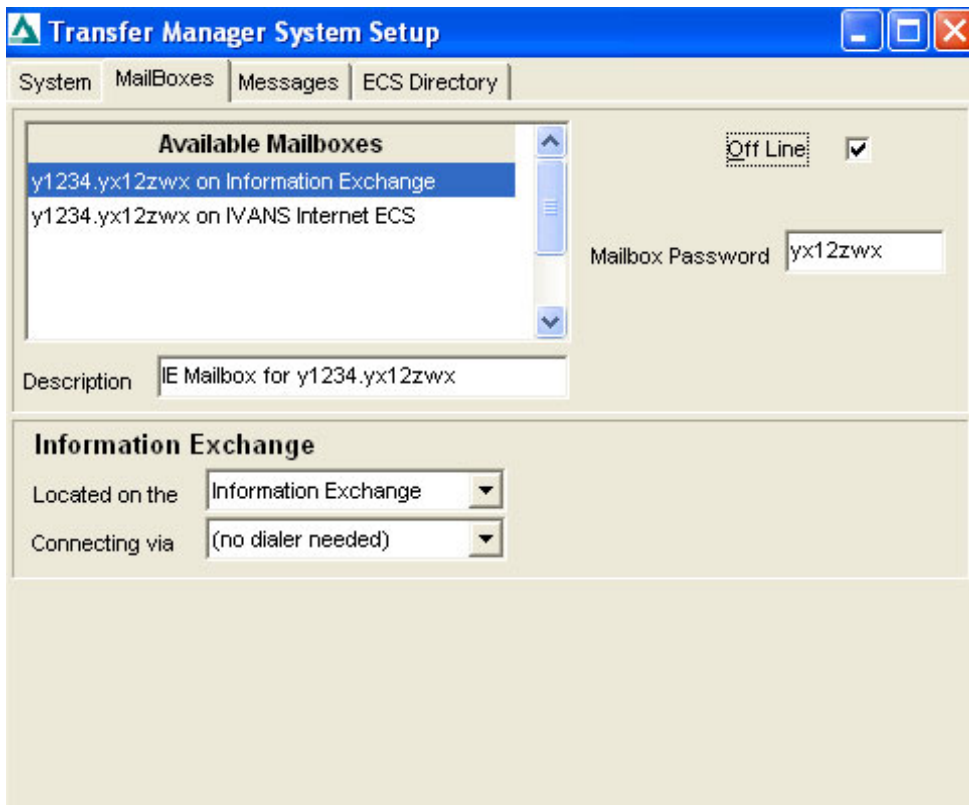 Transfer Manager System Setup
System MailBoxes Messages ECS Directory
Available Mailboxes
y1234.yx12zwx on Information Exchange
y1234.yx12zwx on IVANS Internet ECS
Off Line
Mailbox Password yx12zwx
Description IE Mailbox for y1234.yx12zwx
Information Exchange
Located on the Information Exchange
Connecting via (no dialer needed)